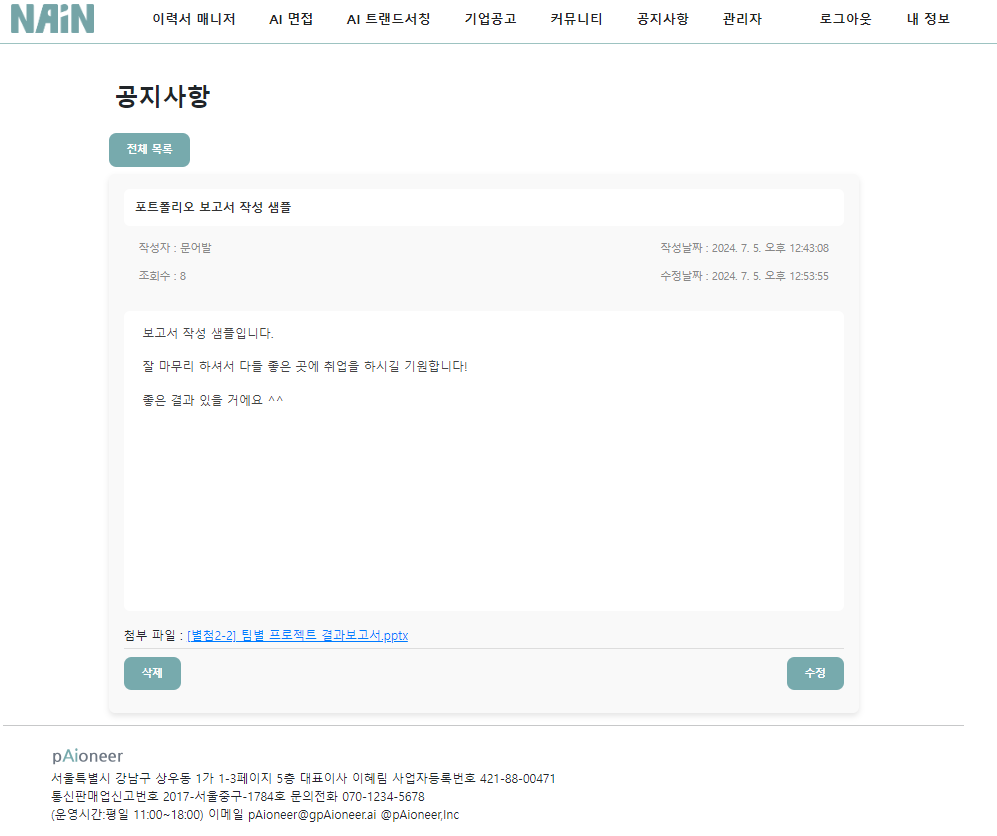 NAiN 이력서 매니저 AI 면접 AI 트랜드서칭 기업공고 커뮤니티 공지사항 관리자 로그아웃 내 정보
공지사항
전체 목록
포트폴리오 보고서 작성 샘플
작성자 : 문어발 작성날짜 : 2024. 7. 5. 오후 12:43:08
조회수 : 8 수정날짜 : 2024. 7. 5. 오후 12:53:55
보고서 작성 샘플입니다.
잘 마무리 하셔서 다들 좋은 곳에 취업을 하시길 기원합니다!
좋은 결과 있을 거에요 ^^
첨부 파일 : [별첨2-2] 팀별 프로젝트 결과보고서.pptx
삭제 수정
pAioneer
서울특별시 강남구 상우동 1가 1-3페이지 5층 대표이사 이혜림 사업자등록번호 421-88-00471
통신판매업신고번호 2017-서울중구-1784호 문의전화 070-1234-5678
(운영시간:평일 11:00~18:00) 이메일 pAioneer@gpAioneer.ai @pAioneer,Inc